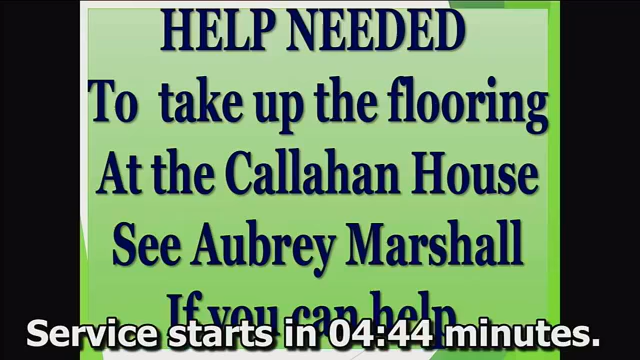 HELP NEEDED
To take up the flooring
At the Callahan House
See Aubrey Marshall
If you can help
Service starts in 04:44 minutes.